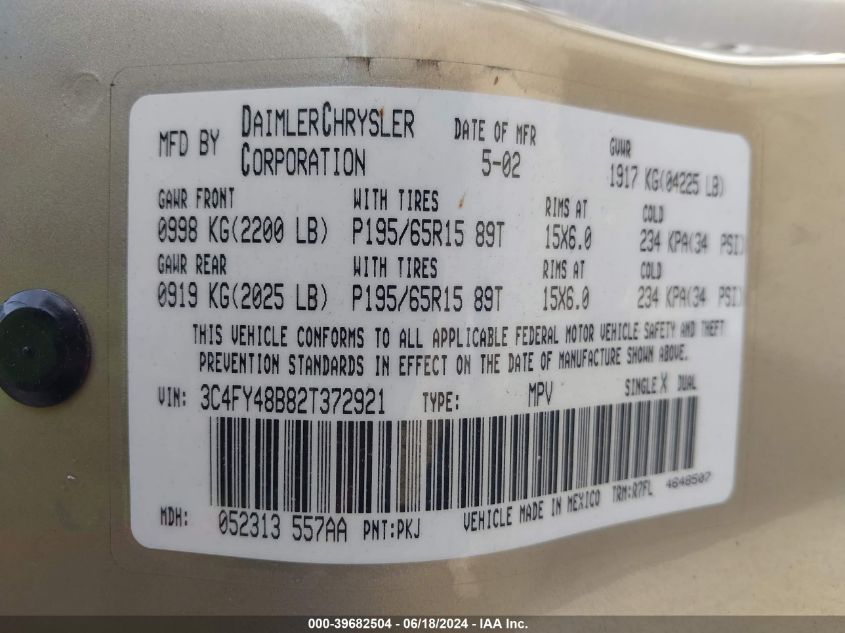 MFD BY DAIMLERCHRYSLER CORPORATION DATE OF MFR 5-02 GVWR 1917 KG(04225 LB)
GAWR FRONT WITH TIRES RIMS AT COLD
0998 KG(2200 LB) P195/65R15 89T 15X6.0 234 KPA(34 PSI)
GAWR REAR WITH TIRES RIMS AT COLD
0919 KG(2025 LB) P195/65R15 89T 15X6.0 234 KPA(34 PSI)
THIS VEHICLE CONFORMS TO ALL APPLICABLE FEDERAL MOTOR VEHICLE SAFETY AND THEFT
PREVENTION STANDARDS IN EFFECT ON THE DATE OF MANUFACTURE SHOWN ABOVE.
VIN: 3C4FY48B82T372921 TYPE: MPV SINGLE X DUAL
MDH: 052313 557AA PNT:PKJ VEHICLE MADE IN MEXICO TRM:R7FL 4648507
000-39682504 - 06/18/2024 - IAA Inc.